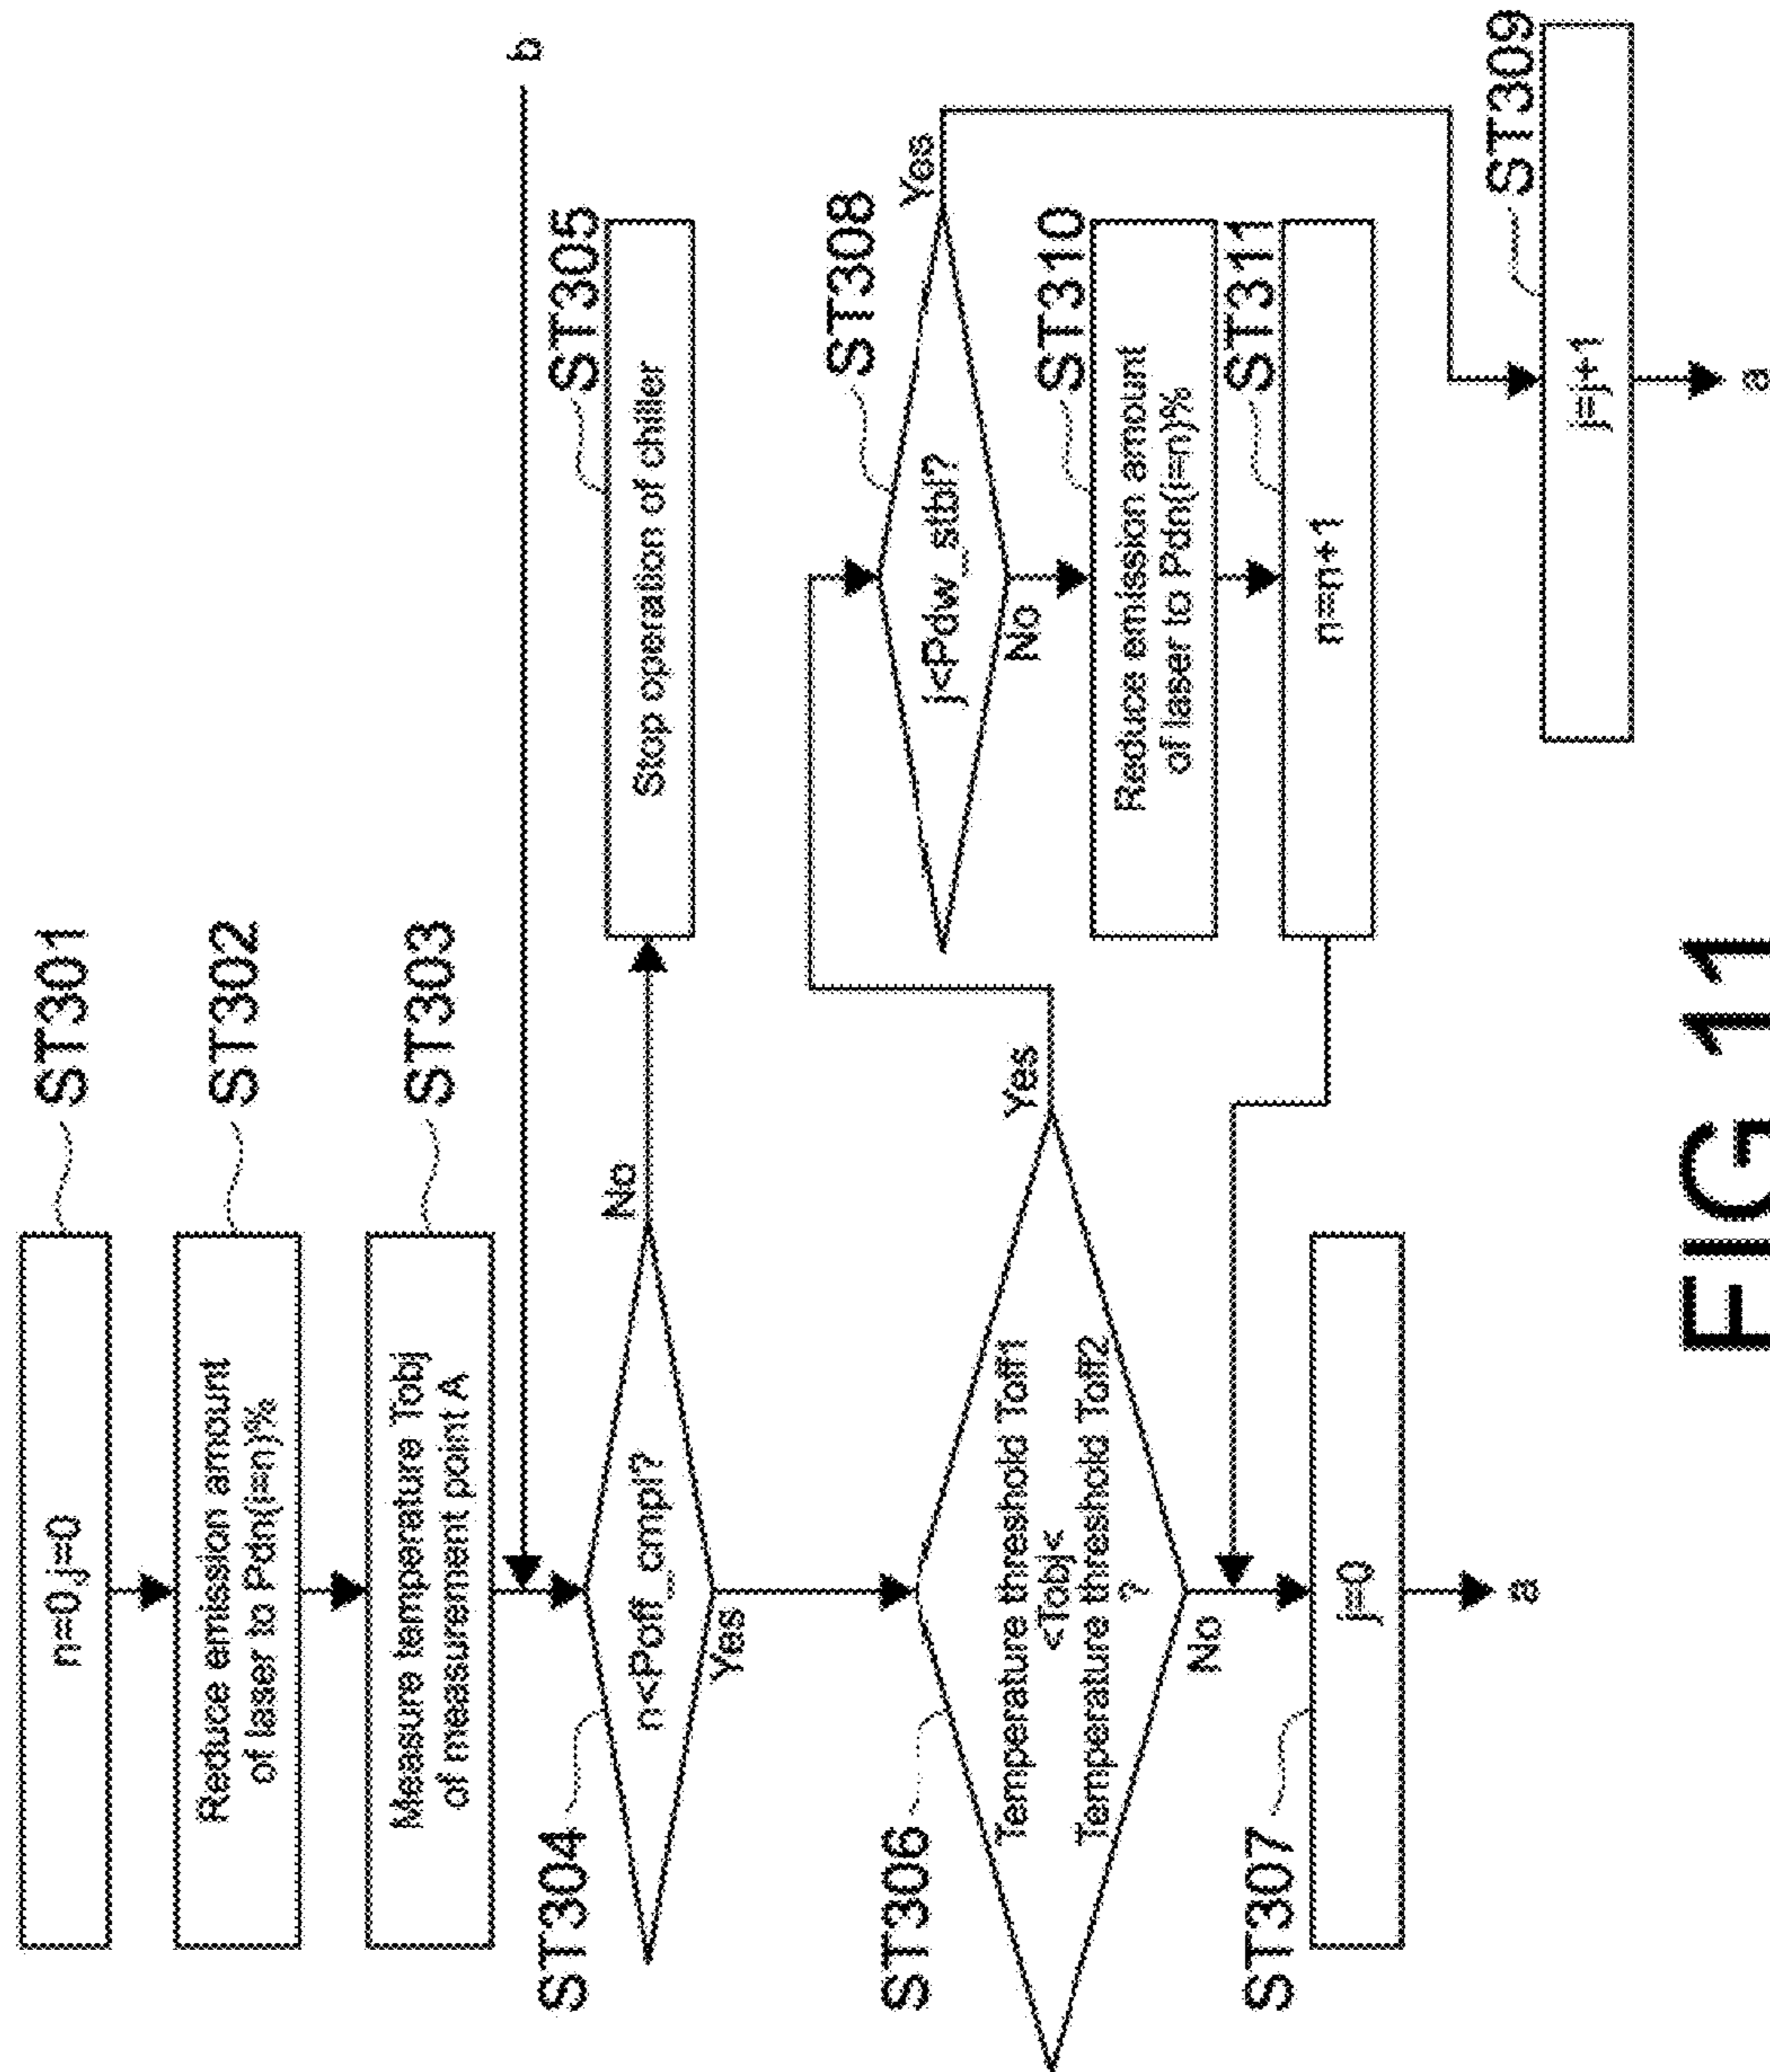 n=0,j=0
ST301
Reduce emission amount
of laser to Pdn(i=n)%
ST302
Measure temperature Tobj
of measurement point A
ST303
b
ST304
n<Poff_cmpl?
No
Yes
ST305
Stop operation of chiller
ST306
Temperature threshold Toff1
<Tobj<
Temperature threshold Toff2
?
Yes
No
ST307
j=0
a
ST308
j<Pdw_stbl?
Yes
No
ST310
Reduce emission amount
of laser to Pdn(i=n)%
ST311
n=n+1
ST309
j=j+1
a
FIG.11